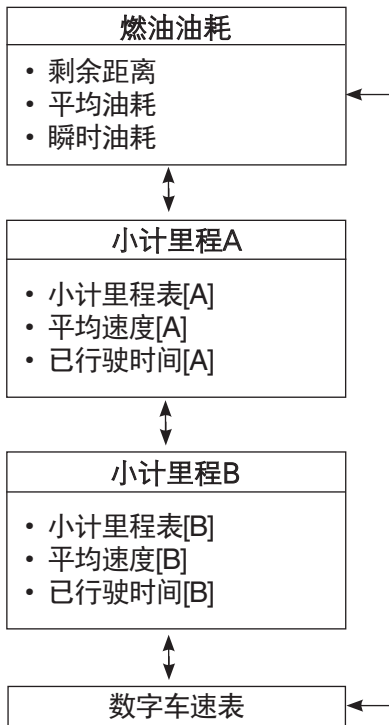 燃油油耗
• 剩余距离
• 平均油耗
• 瞬时油耗
小计里程A
• 小计里程表[A]
• 平均速度[A]
• 已行驶时间[A]
小计里程B
• 小计里程表[B]
• 平均速度[B]
• 已行驶时间[B]
数字车速表